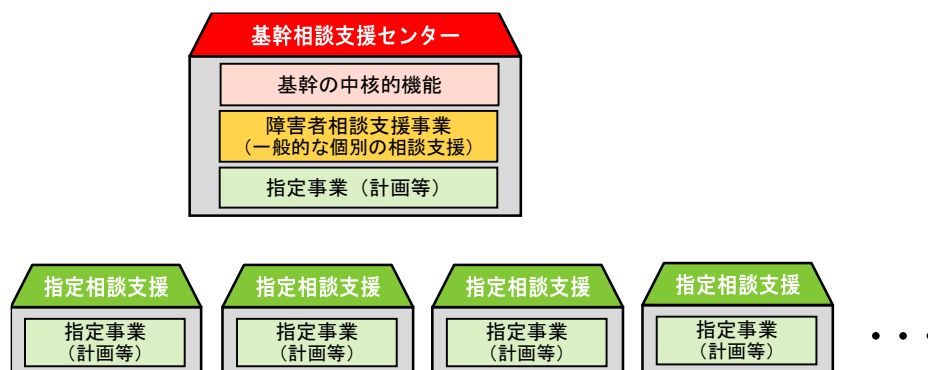 基幹相談支援センター
基幹の中核的機能
障害者相談支援事業
（一般的な個別の相談支援）
指定事業（計画等）
指定相談支援
指定事業
（計画等）
指定相談支援
指定事業
（計画等）
指定相談支援
指定事業
（計画等）
指定相談支援
指定事業
（計画等）
・・・